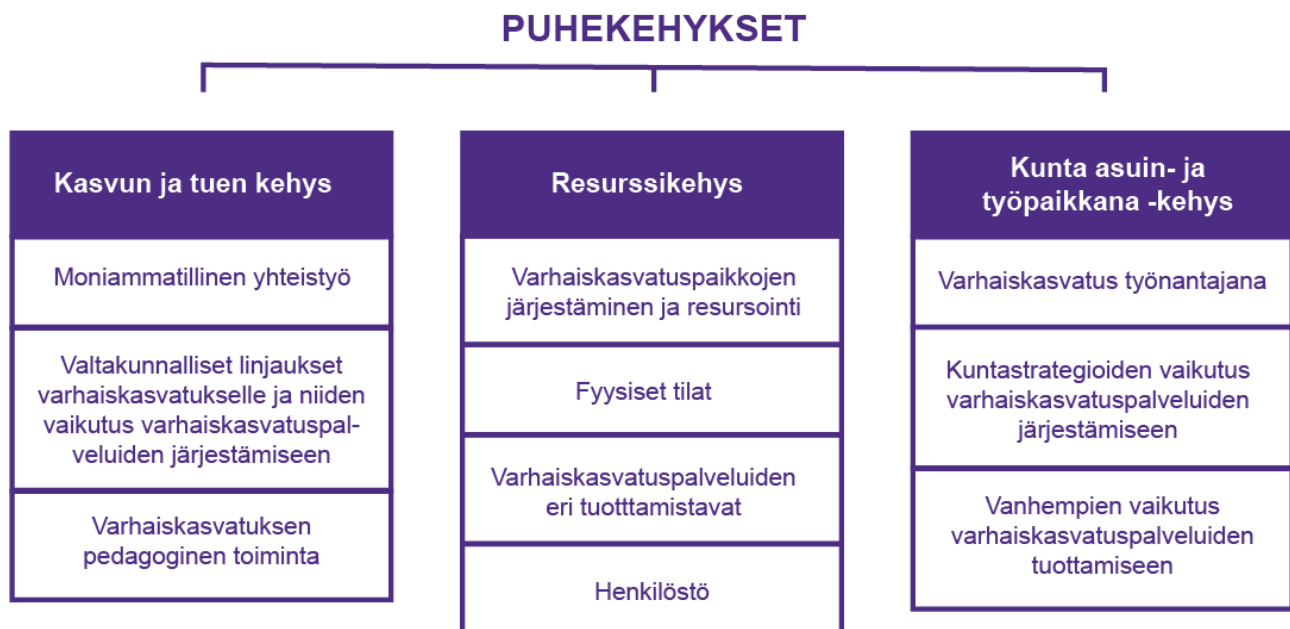 PUHEKEHYKSET
Kasvun ja tuen kehys
Moniammatillinen yhteistyö
Valtakunnalliset linjaukset
varhaiskasvatukselle ja niiden
vaikutus varhaiskasvatuspal-
veluiden järjestämiseen
Varhaiskasvatuksen
pedagoginen toiminta
Resurssikehys
Varhaiskasvatuspaikkojen
järjestäminen ja resursointi
Fyysiset tilat
Varhaiskasvatuspalveluiden
eri tuotttamistavat
Henkilöstö
Kunta asuin- ja
työpaikkana -kehys
Varhaiskasvatus työnantajana
Kuntastrategioiden vaikutus
varhaiskasvatuspalveluiden
järjestämiseen
Vanhempien vaikutus
varhaiskasvatuspalveluiden
tuottamiseen